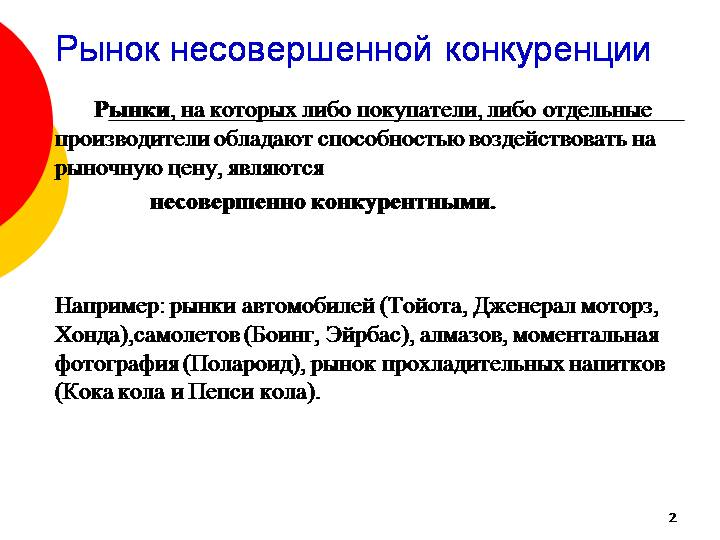 Рынок несовершенной конкуренции
Рынки, на которых либо покупатели, либо отдельные
производители обладают способностью воздействовать на
рыночную цену, являются
несовершенно конкурентными.
Например: рынки автомобилей (Тойота, Дженерал моторз,
Хонда),самолетов (Боинг, Эйрбас), алмазов, моментальная
фотография (Полароид), рынок прохладительных напитков
(Кока кола и Пепси кола).
2